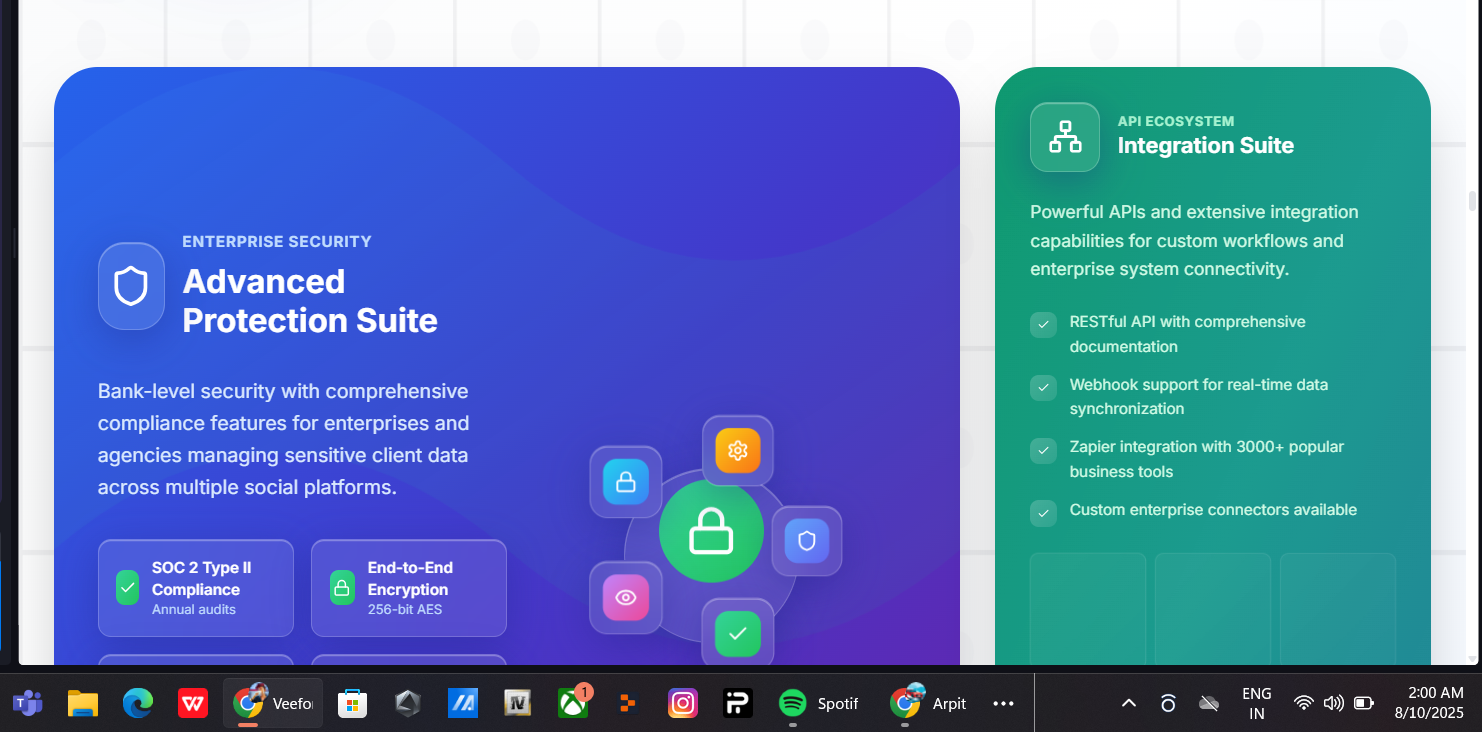 ENTERPRISE SECURITY
Advanced
Protection Suite
Bank-level security with comprehensive
compliance features for enterprises and
agencies managing sensitive client data
across multiple social platforms.
SOC 2 Type II
Compliance
Annual audits
End-to-End
Encryption
256-bit AES
API ECOSYSTEM
Integration Suite
Powerful APIs and extensive integration
capabilities for custom workflows and
enterprise system connectivity.
RESTful API with comprehensive
documentation
Webhook support for real-time data
synchronization
Zapier integration with 3000+ popular
business tools
Custom enterprise connectors available
Veefo
1
Spotif
Arpit
ENG
IN
2:00 AM
8/10/2025